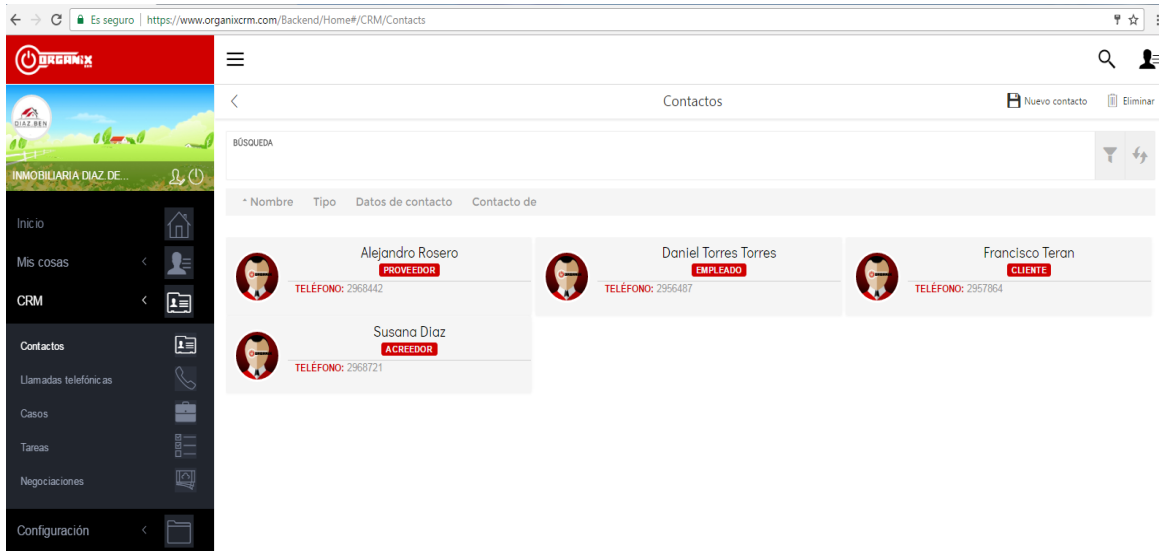 Es seguro | https://www.organixcrm.com/Backend/Home#/CRM/Contacts
ORGANIX
Contactos
Nuevo contacto
Eliminar
DIAZ BEN
INMOBILIARIA DIAZ DE...
BÚSQUEDA
Nombre Tipo Datos de contacto Contacto de
Inicio
Mis cosas
CRM
Contactos
Llamadas telefónicas
Casos
Tareas
Negociaciones
Configuración
Alejandro Rosero
PROVEEDOR
TELÉFONO: 2968442
Daniel Torres Torres
EMPLEADO
TELÉFONO: 2956487
Francisco Teran
CLIENTE
TELÉFONO: 2957864
Susana Diaz
ACREEDOR
TELÉFONO: 2968721